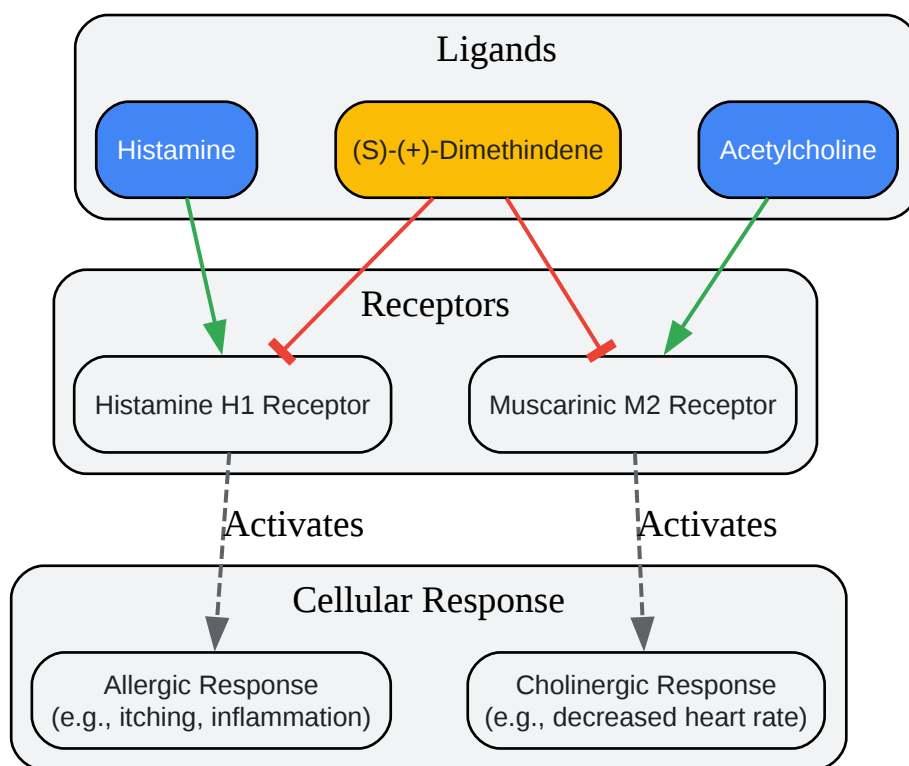 Ligands
Histamine
(S)-(+)-Dimethindene
Acetylcholine
Receptors
Histamine H1 Receptor
Muscarinic M2 Receptor
Activates
Activates
Cellular Response
Allergic Response
(e.g., itching, inflammation)
Cholinergic Response
(e.g., decreased heart rate)